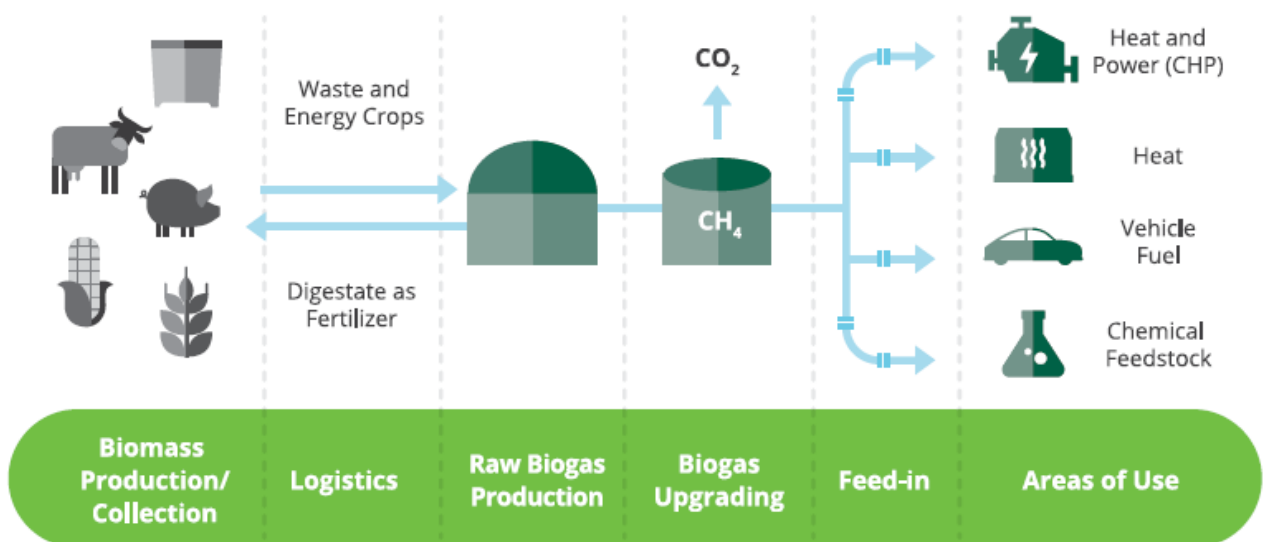 Waste and
Energy Crops
Digestate as
Fertilizer
CO₂
CH₄
Heat and
Power (CHP)
Heat
Vehicle
Fuel
Chemical
Feedstock
Biomass
Production/
Collection
Logistics
Raw Biogas
Production
Biogas
Upgrading
Feed-in
Areas of Use